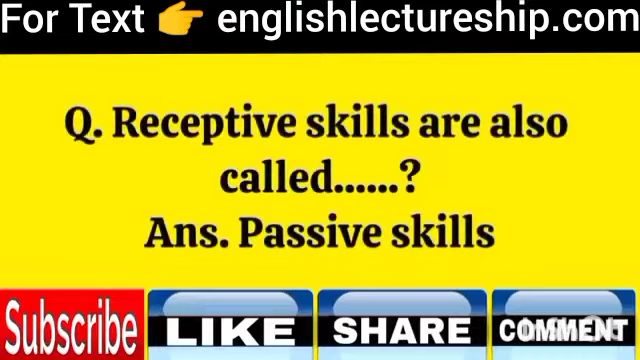 For Text 👉 englishlectureship.com
Q. Receptive skills are also
called......?
Ans. Passive skills
Subscribe LIKE SHARE COMMENT